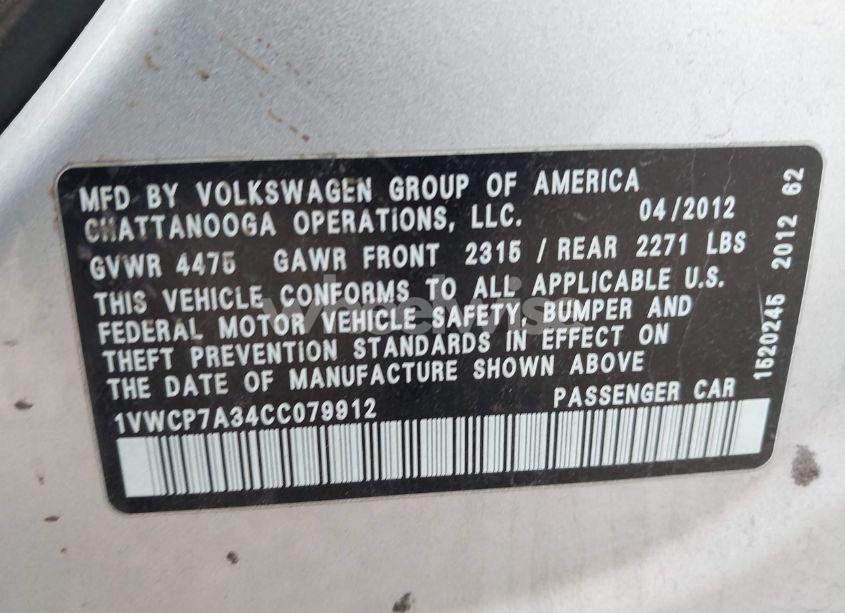 MFD BY VOLKSWAGEN GROUP OF AMERICA
CHATTANOOGA OPERATIONS, LLC. 04/2012
GVWR 4475 GAWR FRONT 2315 / REAR 2271 LBS
THIS VEHICLE CONFORMS TO ALL APPLICABLE U.S.
FEDERAL MOTOR VEHICLE SAFETY, BUMPER AND
THEFT PREVENTION STANDARDS IN EFFECT ON
THE DATE OF MANUFACTURE SHOWN ABOVE
1VWCP7A34CC079912 PASSENGER CAR
1520245 2012 62
wheelwise